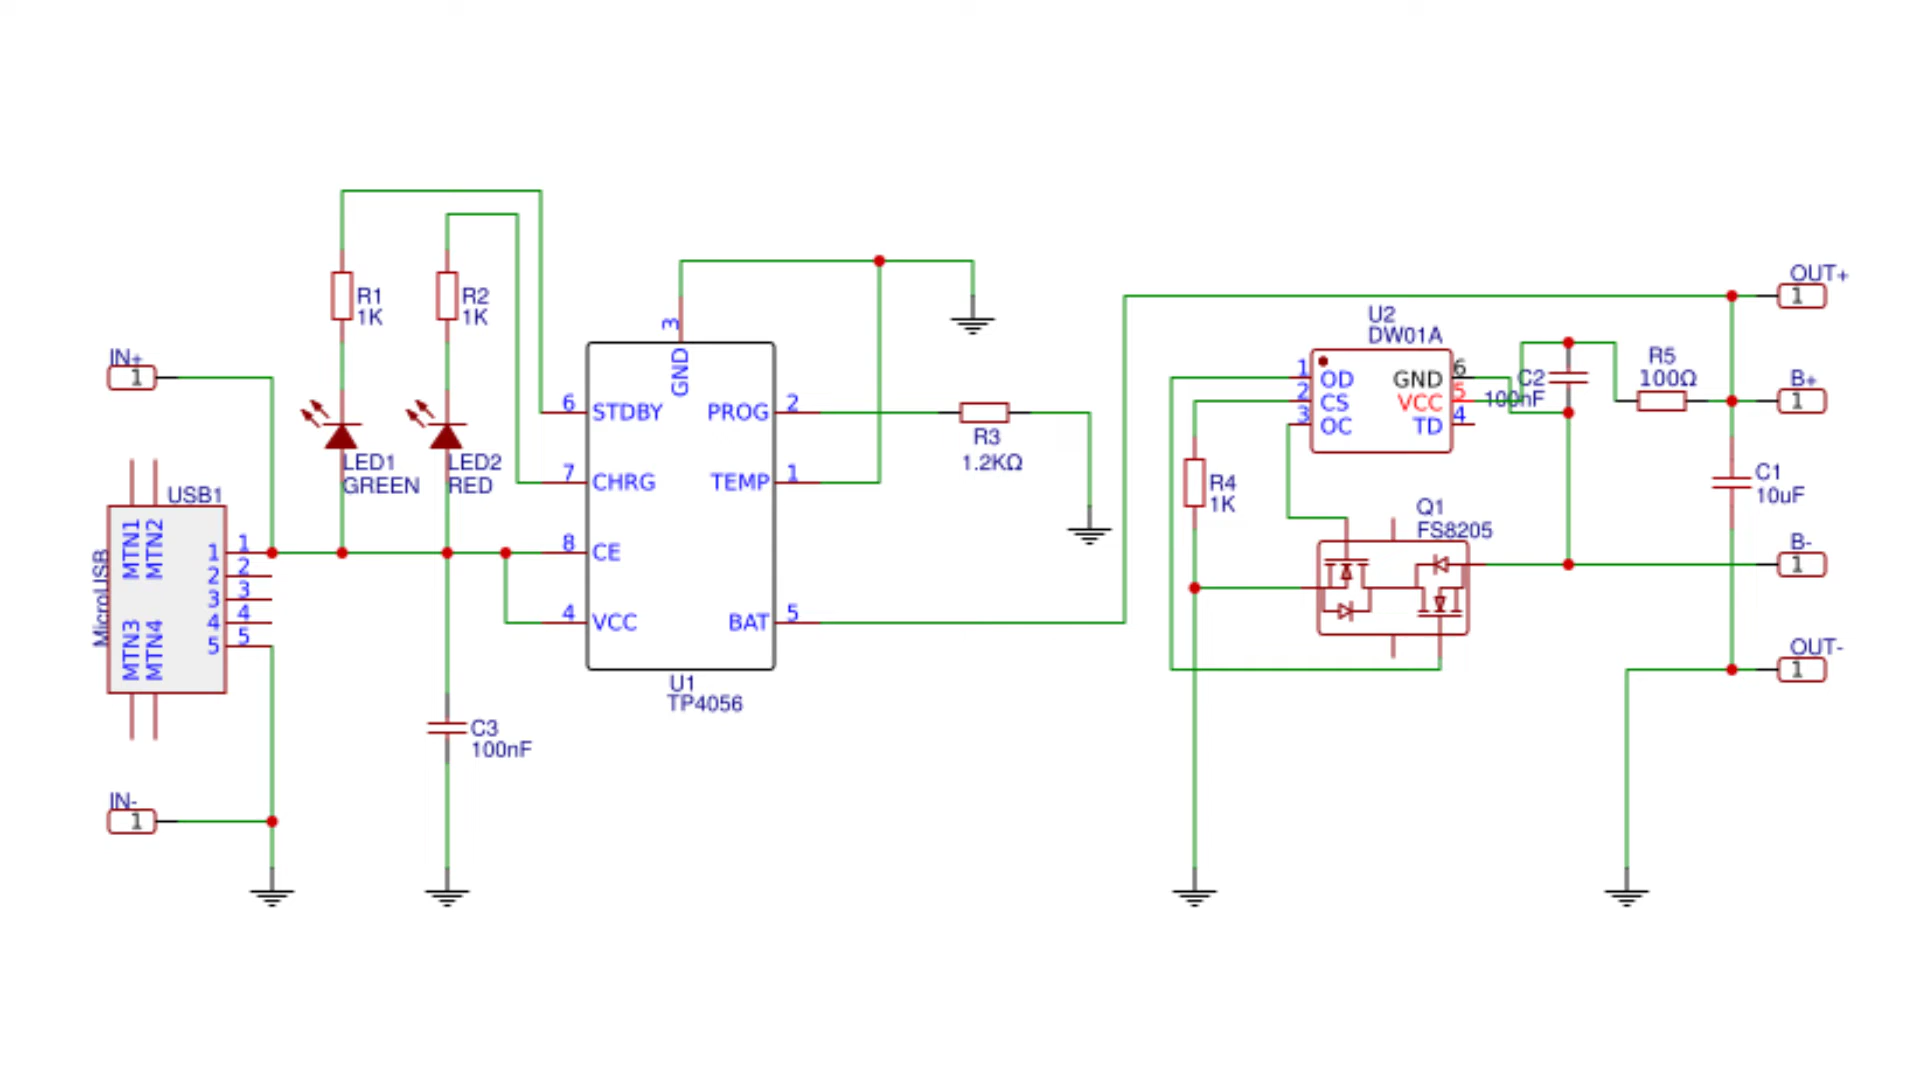 IN+
1
R1
1K
R2
1K
LED1
GREEN
LED2
RED
USB1
MicroUSB
MTN1
MTN2
MTN3
MTN4
1 1
2 2
3 3
4 4
5 5
IN-
1
C3
100nF
3
GND
6 STDBY
7 CHRG
8 CE
4 VCC
PROG 2
TEMP 1
BAT 5
U1
TP4056
R3
1.2KΩ
U2
DW01A
1 OD
2 CS
3 OC
GND 6
VCC 5
TD 4
C2
100nF
R5
100Ω
R4
1K
Q1
FS8205
OUT+
1
B+
1
C1
10uF
B-
1
OUT-
1